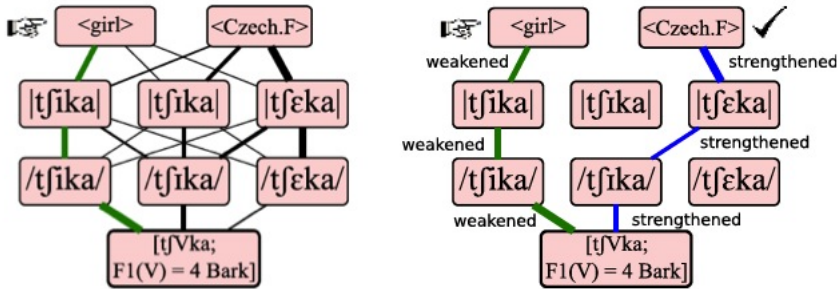 <girl>
<Czech.F>
|tʃika|
|tʃɪka|
|tʃɛka|
/tʃika/
/tʃɪka/
/tʃɛka/
[tʃVka;
F1(V) = 4 Bark]
<girl>
<Czech.F>
weakened
strengthened
|tʃika|
|tʃɪka|
|tʃɛka|
weakened
strengthened
/tʃika/
/tʃɪka/
/tʃɛka/
weakened
strengthened
[tʃVka;
F1(V) = 4 Bark]